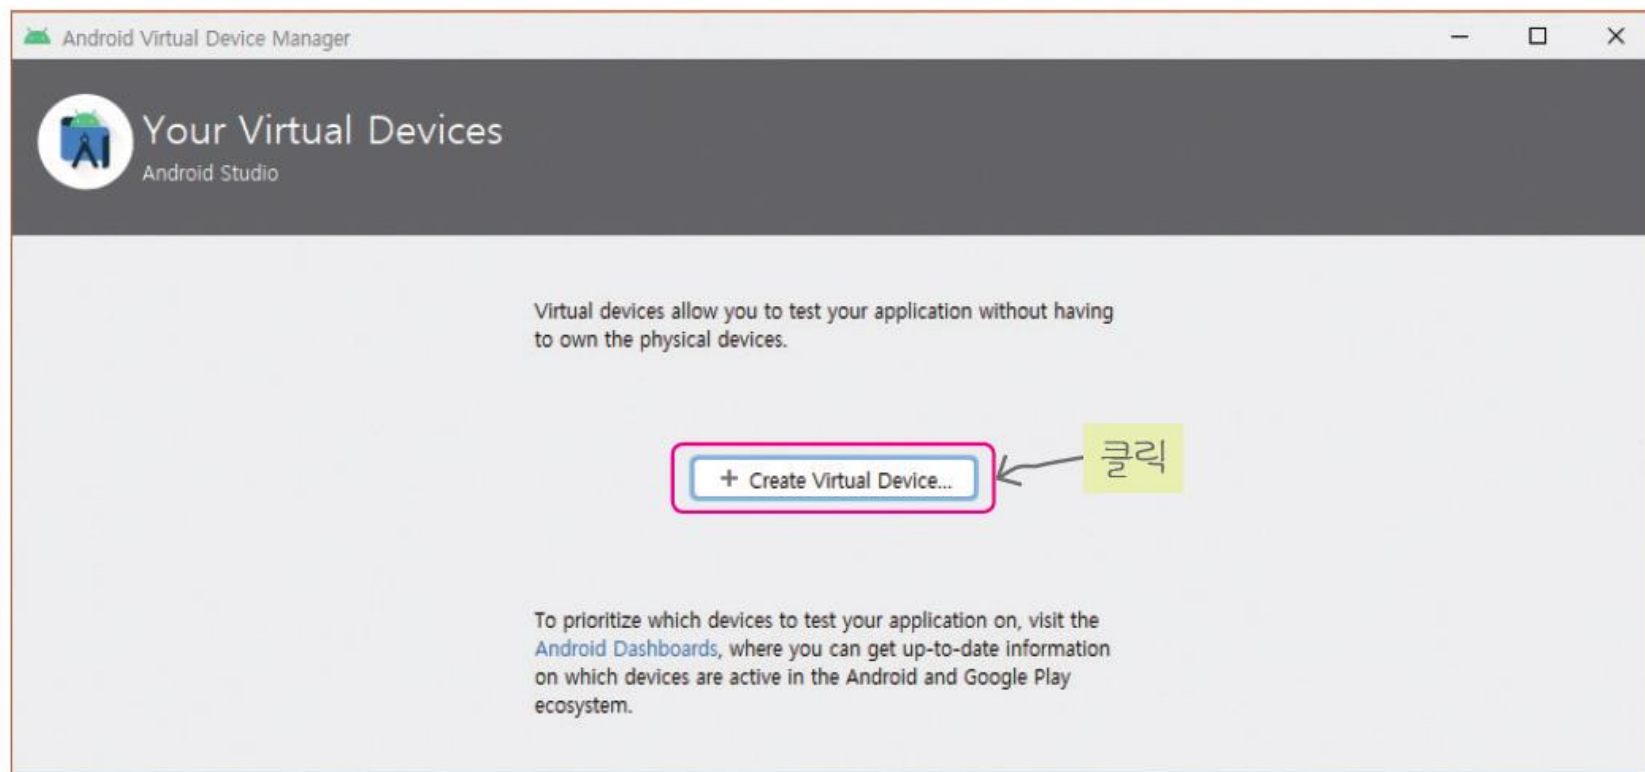 Android Virtual Device Manager
Your Virtual Devices
Android Studio
Virtual devices allow you to test your application without having
to own the physical devices.
+ Create Virtual Device...
클릭
To prioritize which devices to test your application on, visit the
Android Dashboards, where you can get up-to-date information
on which devices are active in the Android and Google Play
ecosystem.